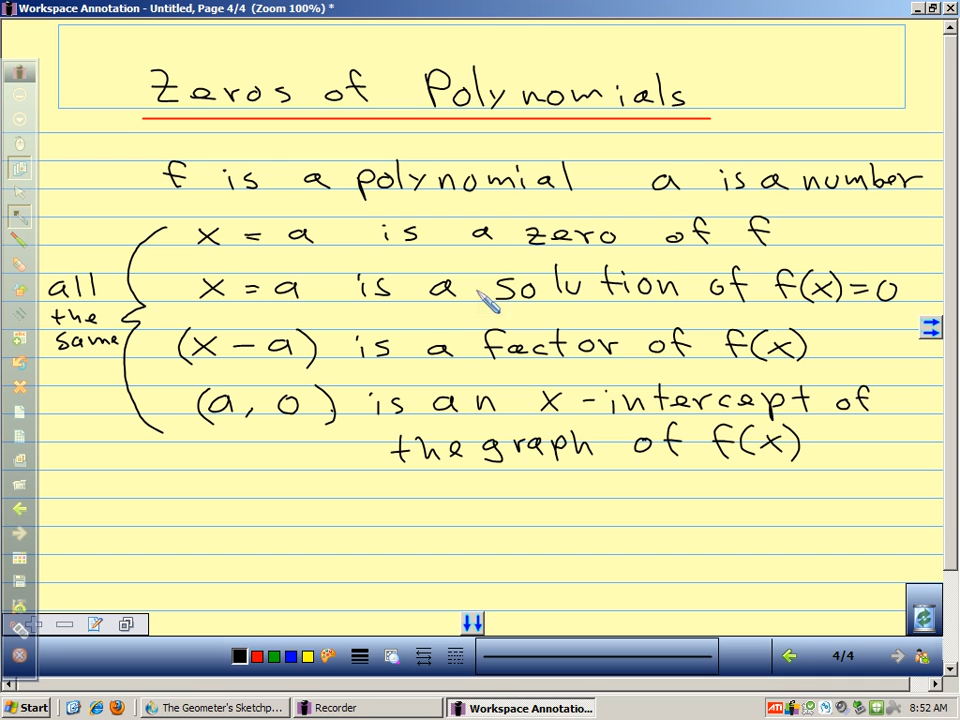 Workspace Annotation - Untitled, Page 4/4 (Zoom 100%) *
Zeros of Polynomials
f is a polynomial a is a number
x = a is a zero of f
all the same
x = a is a solution of f(x)=0
(x - a) is a factor of f(x)
(a, 0) is an x-intercept of
the graph of f(x)
4/4
Start
The Geometer's Sketchp...
Recorder
Workspace Annotatio...
ATI
8:52 AM